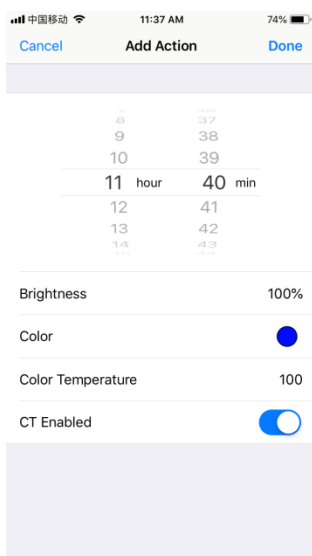 中国移动 11:37 AM 74%
Cancel Add Action Done
8 37
9 38
10 39
11 hour 40 min
12 41
13 42
14 43
Brightness 100%
Color
Color Temperature 100
CT Enabled